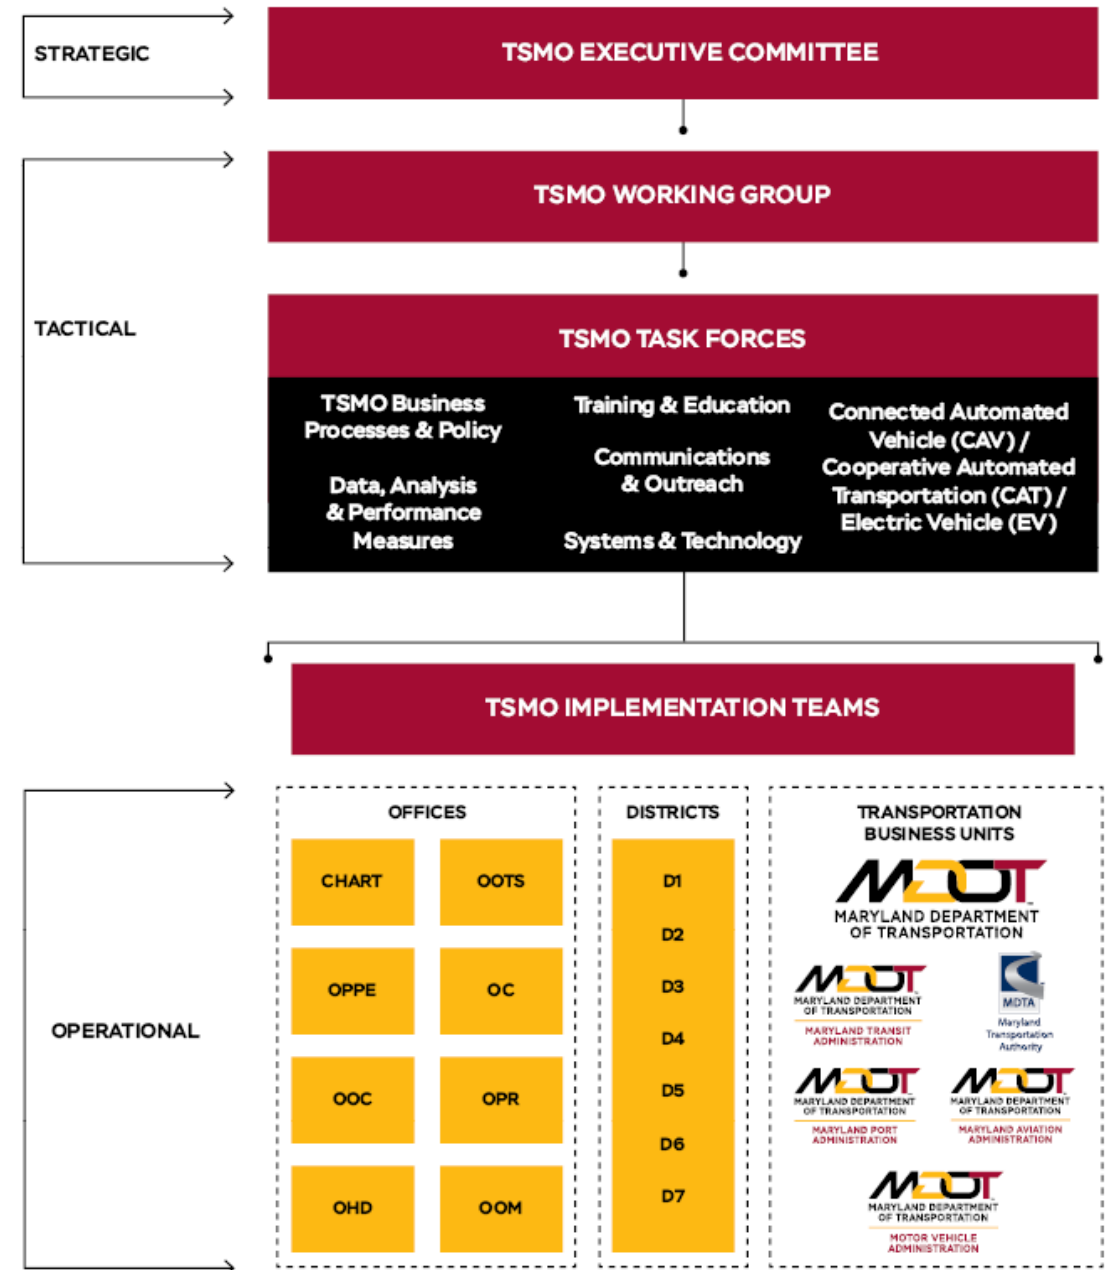 STRATEGIC
TSMO EXECUTIVE COMMITTEE
TSMO WORKING GROUP
TACTICAL
TSMO TASK FORCES
TSMO Business
Processes & Policy
Data, Analysis
& Performance
Measures
Training & Education
Communications
& Outreach
Systems & Technology
Connected Automated
Vehicle (CAV) /
Cooperative Automated
Transportation (CAT) /
Electric Vehicle (EV)
TSMO IMPLEMENTATION TEAMS
OPERATIONAL
OFFICES
CHART
OOTS
OPPE
OC
OOC
OPR
OHD
OOM
DISTRICTS
D1
D2
D3
D4
D5
D6
D7
TRANSPORTATION
BUSINESS UNITS
MDOT
MARYLAND DEPARTMENT
OF TRANSPORTATION
MDOT
MARYLAND DEPARTMENT
OF TRANSPORTATION
MARYLAND TRANSIT
ADMINISTRATION
MDTA
Maryland
Transportation
Authority
MDOT
MARYLAND DEPARTMENT
OF TRANSPORTATION
MARYLAND PORT
ADMINISTRATION
MDOT
MARYLAND DEPARTMENT
OF TRANSPORTATION
MARYLAND AVIATION
ADMINISTRATION
MDOT
MARYLAND DEPARTMENT
OF TRANSPORTATION
MOTOR VEHICLE
ADMINISTRATION